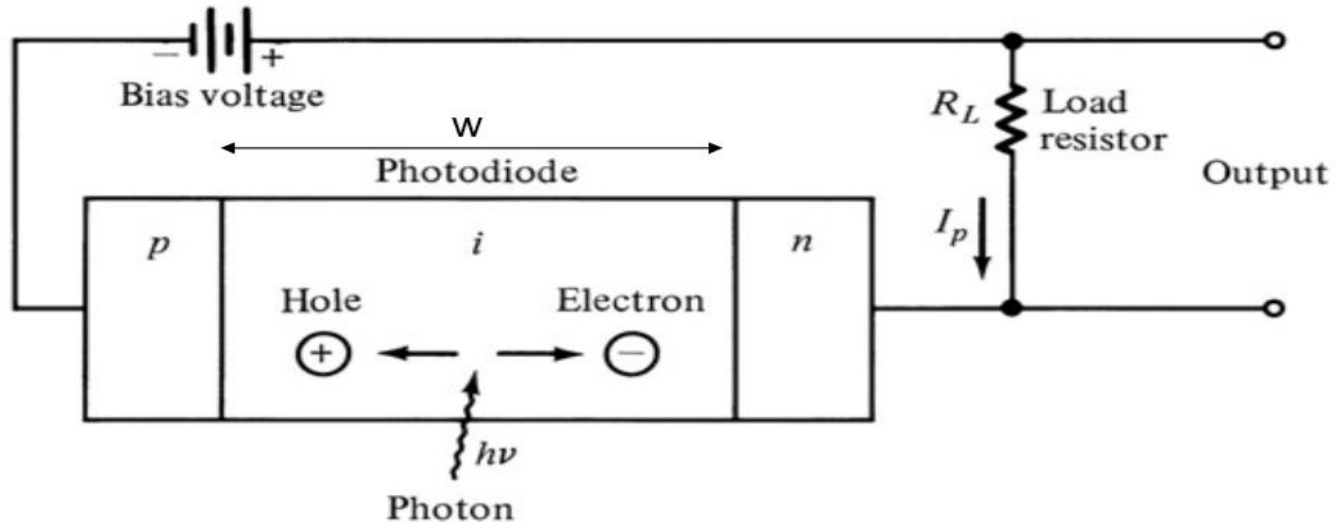 − +
Bias voltage
w
Photodiode
R_L Load
resistor
Output
p i n
I_p
Hole Electron
+ −
hν
Photon